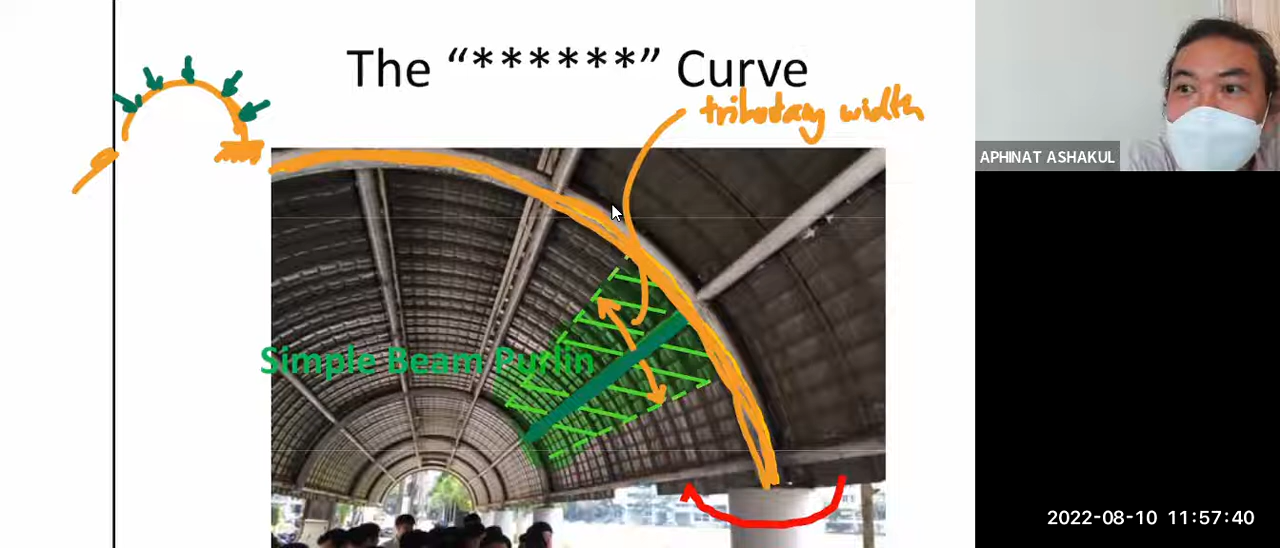 The “******” Curve
tributary width
APHINAT ASHAKUL
Simple Beam Purlin
2022-08-10 11:57:40